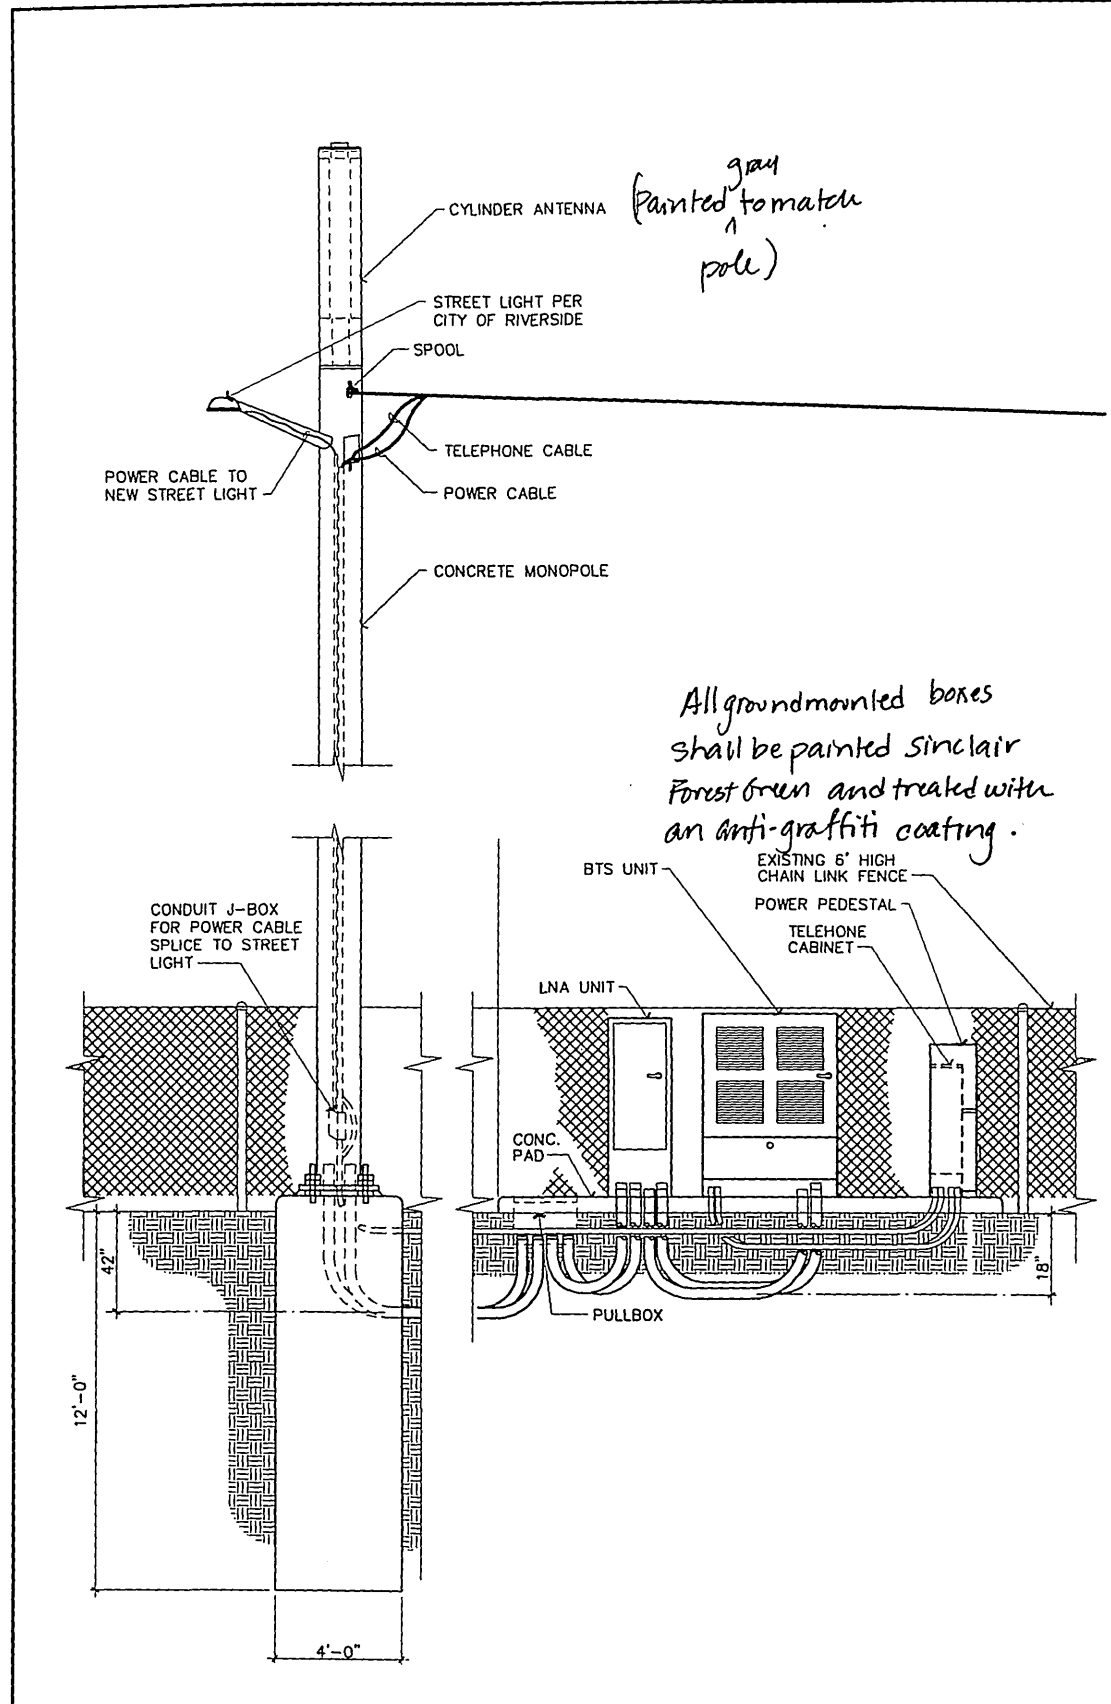 gray
CYLINDER ANTENNA (painted ^ to match
pole)
STREET LIGHT PER
CITY OF RIVERSIDE
SPOOL
TELEPHONE CABLE
POWER CABLE TO
NEW STREET LIGHT
POWER CABLE
CONCRETE MONOPOLE
All ground mounted boxes
shall be painted Sinclair
Forest Green and treated with
an anti-graffiti coating.
EXISTING 6' HIGH
CHAIN LINK FENCE
BTS UNIT
POWER PEDESTAL
TELEHONE
CABINET
CONDUIT J-BOX
FOR POWER CABLE
SPLICE TO STREET
LIGHT
LNA UNIT
CONC.
PAD
42"
18"
PULLBOX
12'-0"
4'-0"